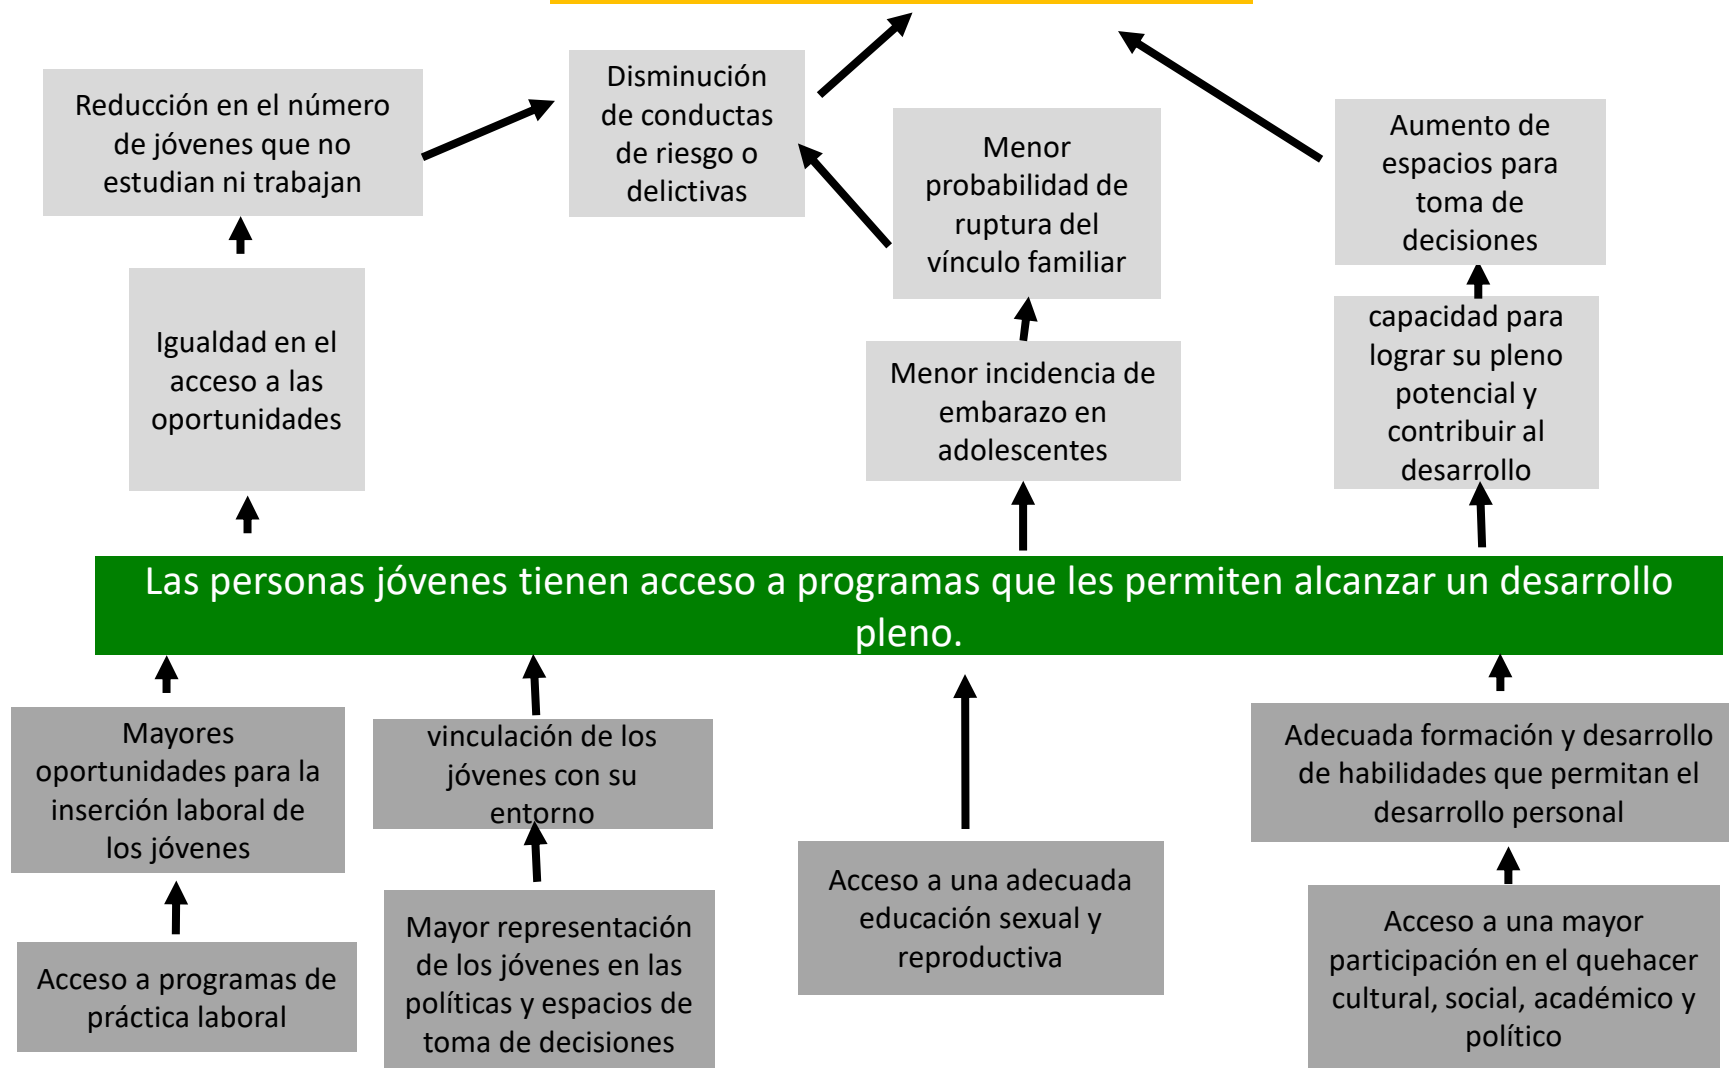 Reducción en el número
de jóvenes que no
estudian ni trabajan
Disminución
de conductas
de riesgo o
delictivas
Menor
probabilidad de
ruptura del
vínculo familiar
Aumento de
espacios para
toma de
decisiones
Igualdad en el
acceso a las
oportunidades
Menor incidencia de
embarazo en
adolescentes
capacidad para
lograr su pleno
potencial y
contribuir al
desarrollo
Las personas jóvenes tienen acceso a programas que les permiten alcanzar un desarrollo
pleno.
Mayores
oportunidades para la
inserción laboral de
los jóvenes
vinculación de los
jóvenes con su
entorno
Adecuada formación y desarrollo
de habilidades que permitan el
desarrollo personal
Acceso a programas de
práctica laboral
Mayor representación
de los jóvenes en las
políticas y espacios de
toma de decisiones
Acceso a una adecuada
educación sexual y
reproductiva
Acceso a una mayor
participación en el quehacer
cultural, social, académico y
político